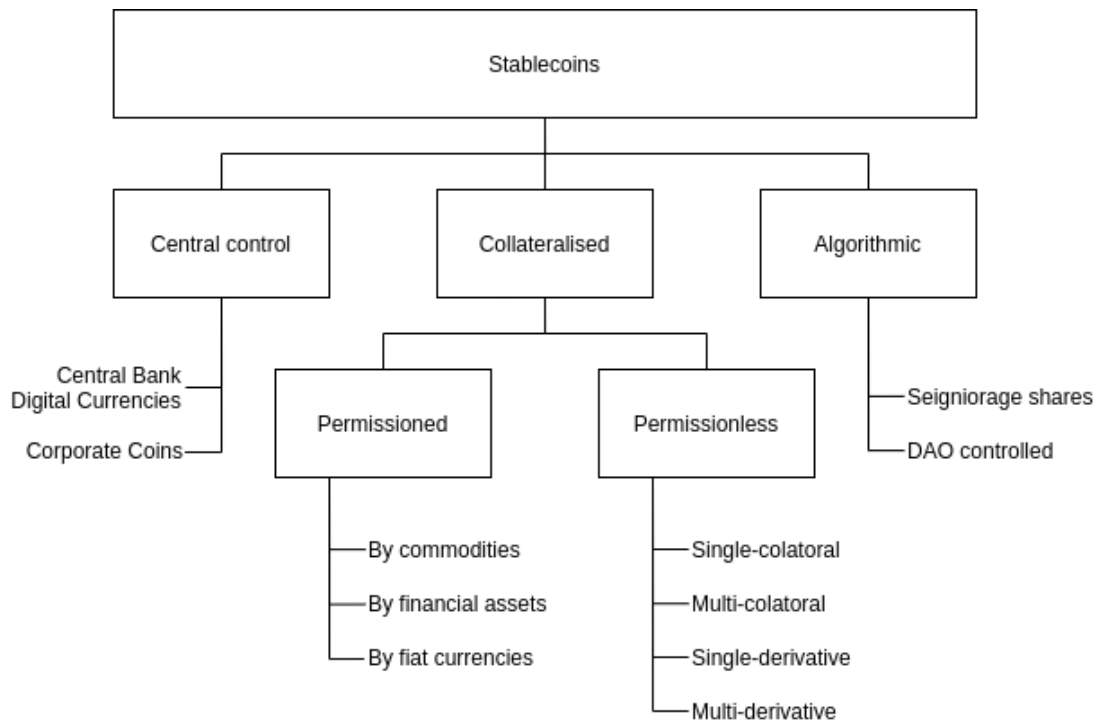 Stablecoins
Central control
Collateralised
Algorithmic
Central Bank
Digital Currencies
Corporate Coins
Permissioned
Permissionless
Seigniorage shares
DAO controlled
By commodities
By financial assets
By fiat currencies
Single-colatoral
Multi-colatoral
Single-derivative
Multi-derivative